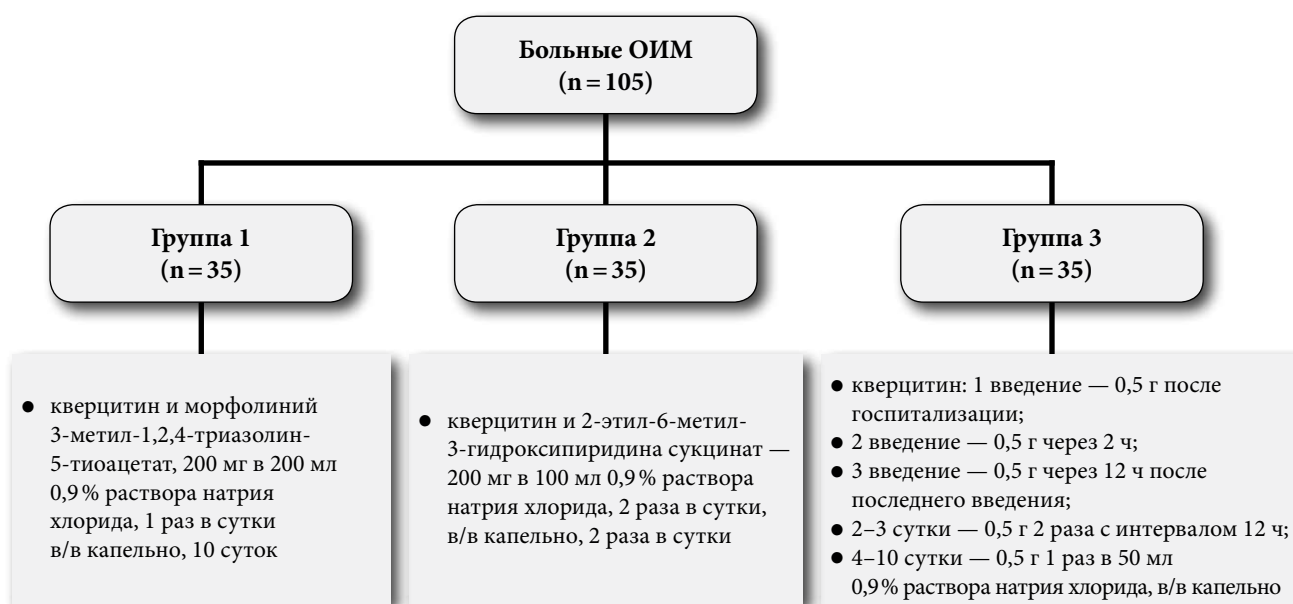 Больные ОИМ
(n = 105)
Группа 1
(n = 35)
Группа 2
(n = 35)
Группа 3
(n = 35)
● кверцитин и морфолиний
3-метил-1,2,4-триазолин-
5-тиоацетат, 200 мг в 200 мл
0,9 % раствора натрия
хлорида, 1 раз в сутки
в/в капельно, 10 суток
● кверцитин и 2-этил-6-метил-
3-гидроксипиридина сукцинат —
200 мг в 100 мл 0,9 % раствора
натрия хлорида, 2 раза в сутки,
в/в капельно, 2 раза в сутки
● кверцитин: 1 введение — 0,5 г после
госпитализации;
● 2 введение — 0,5 г через 2 ч;
● 3 введение — 0,5 г через 12 ч после
последнего введения;
● 2–3 сутки — 0,5 г 2 раза с интервалом 12 ч;
● 4–10 сутки — 0,5 г 1 раз в 50 мл
0,9 % раствора натрия хлорида, в/в капельно